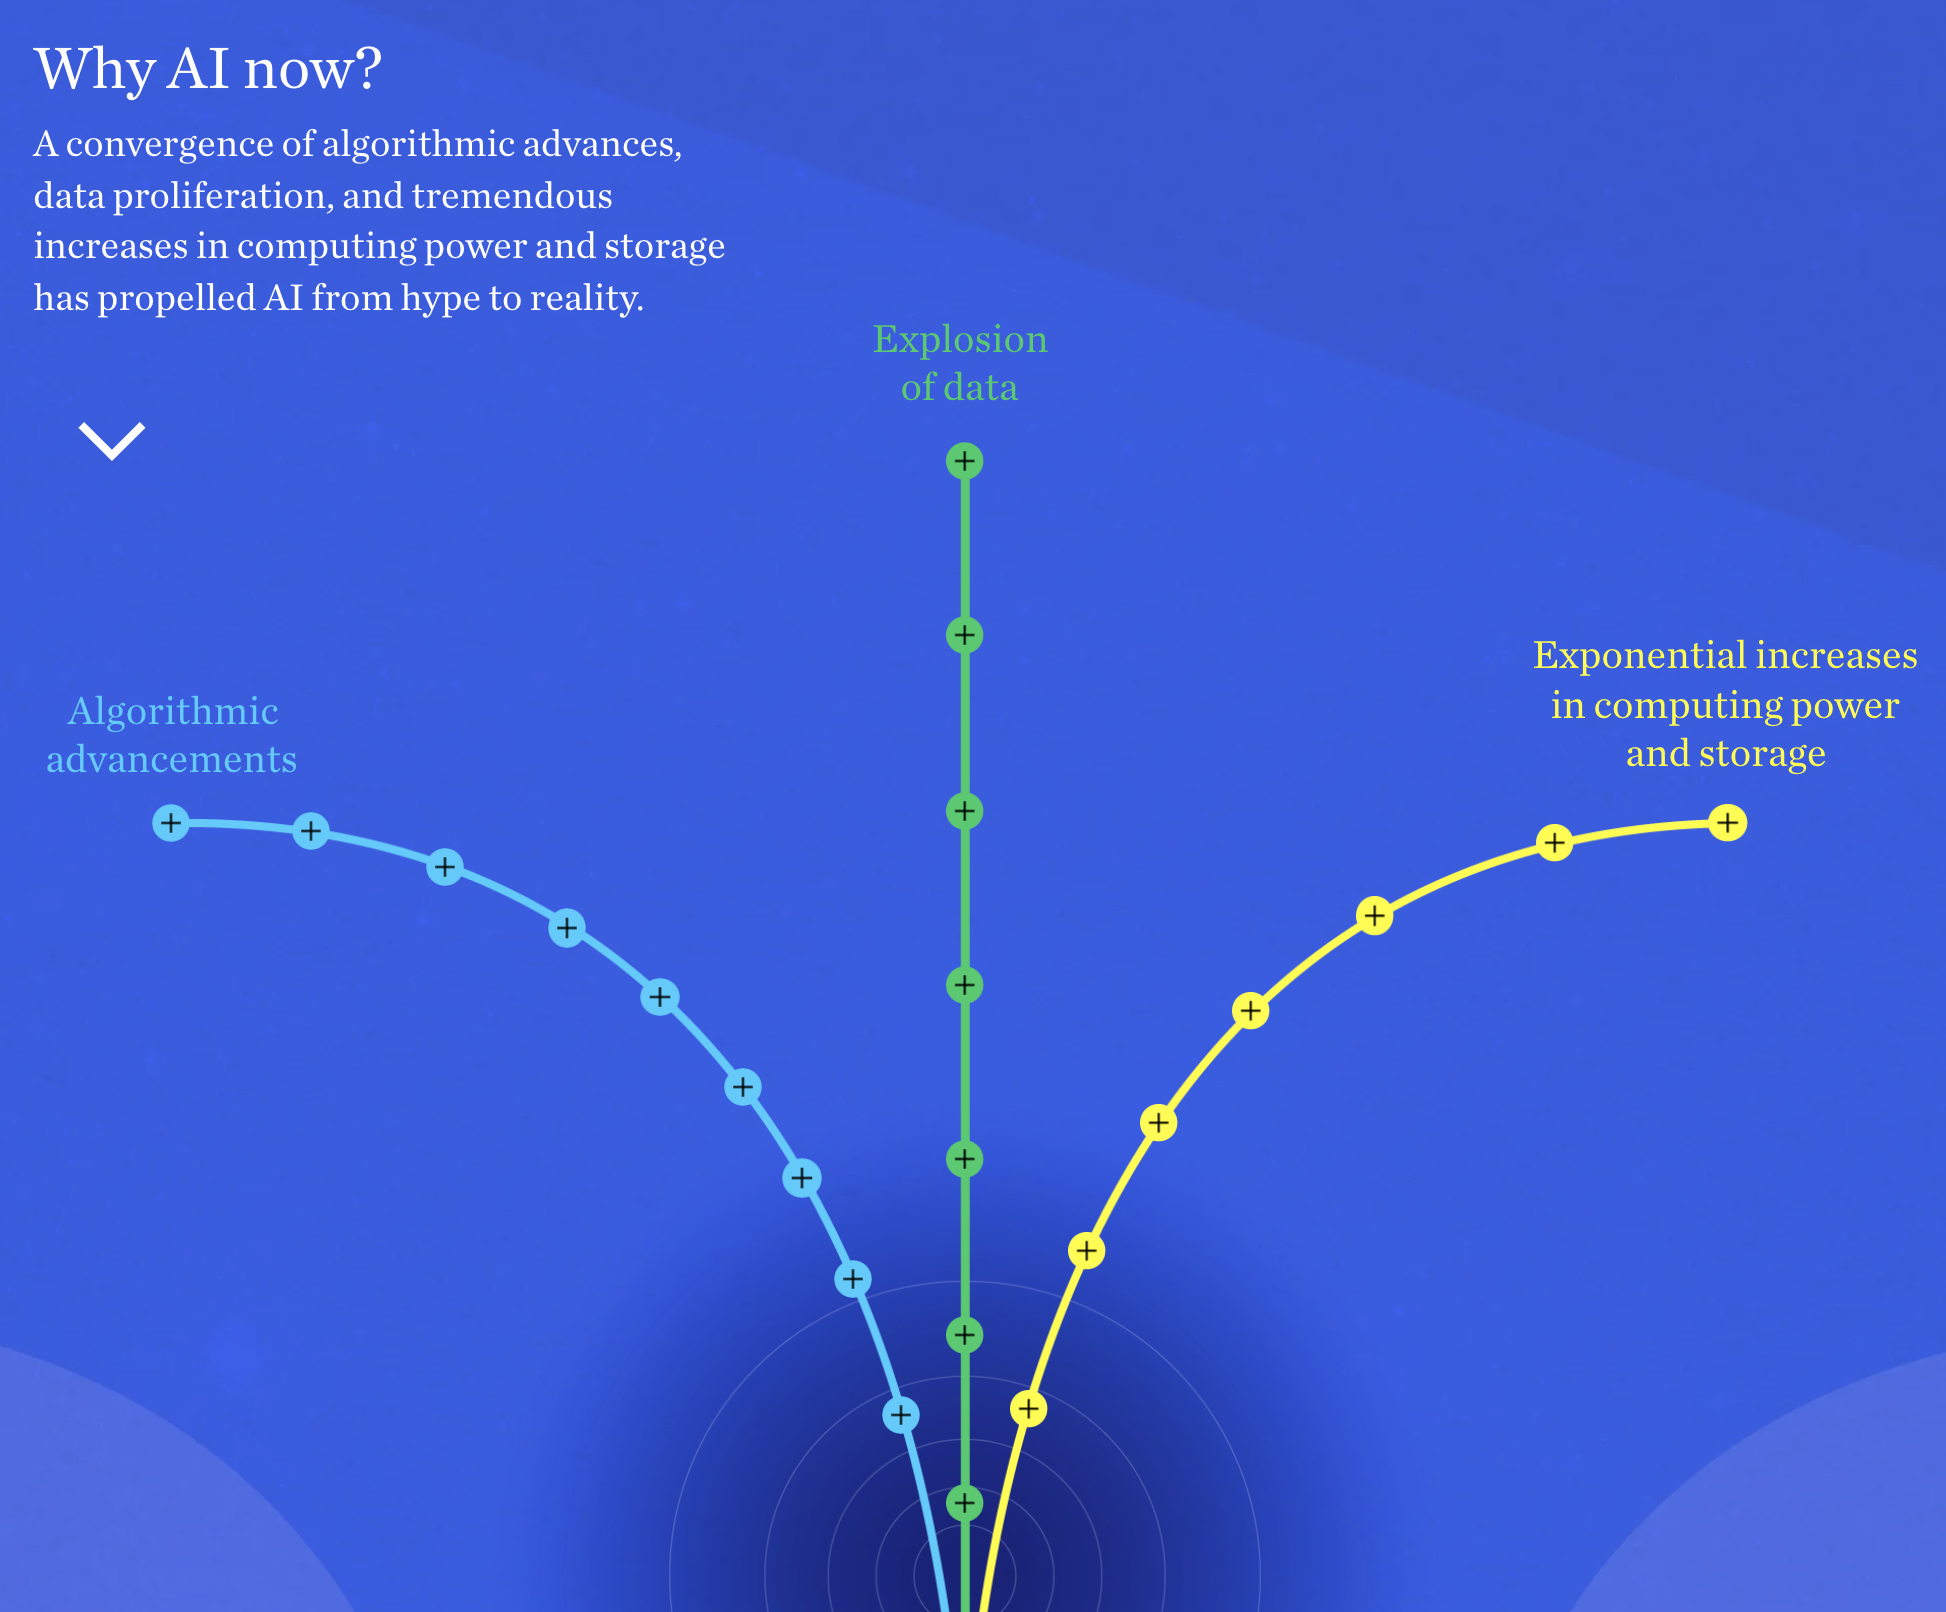 Why AI now?
A convergence of algorithmic advances,
data proliferation, and tremendous
increases in computing power and storage
has propelled AI from hype to reality.
Explosion
of data
Exponential increases
in computing power
and storage
Algorithmic
advancements